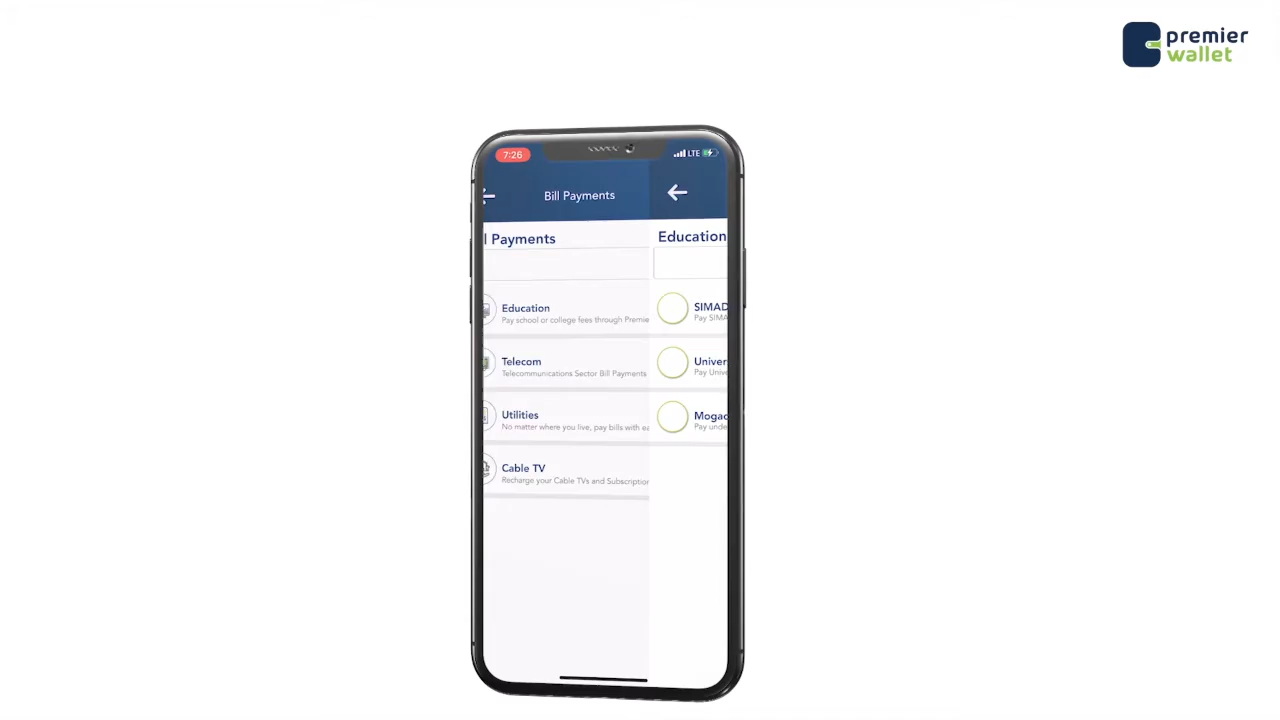 premier
wallet
7:26
LTE
Bill Payments
l Payments
Education
Education
Pay school or college fees through Premie
SIMAD
Pay SIMA
Telecom
Telecommunications Sector Bill Payments
Univer
Pay Unive
Utilities
No matter where you live, pay bills with ea
Mogad
Pay unde
Cable TV
Recharge your Cable TVs and Subscription